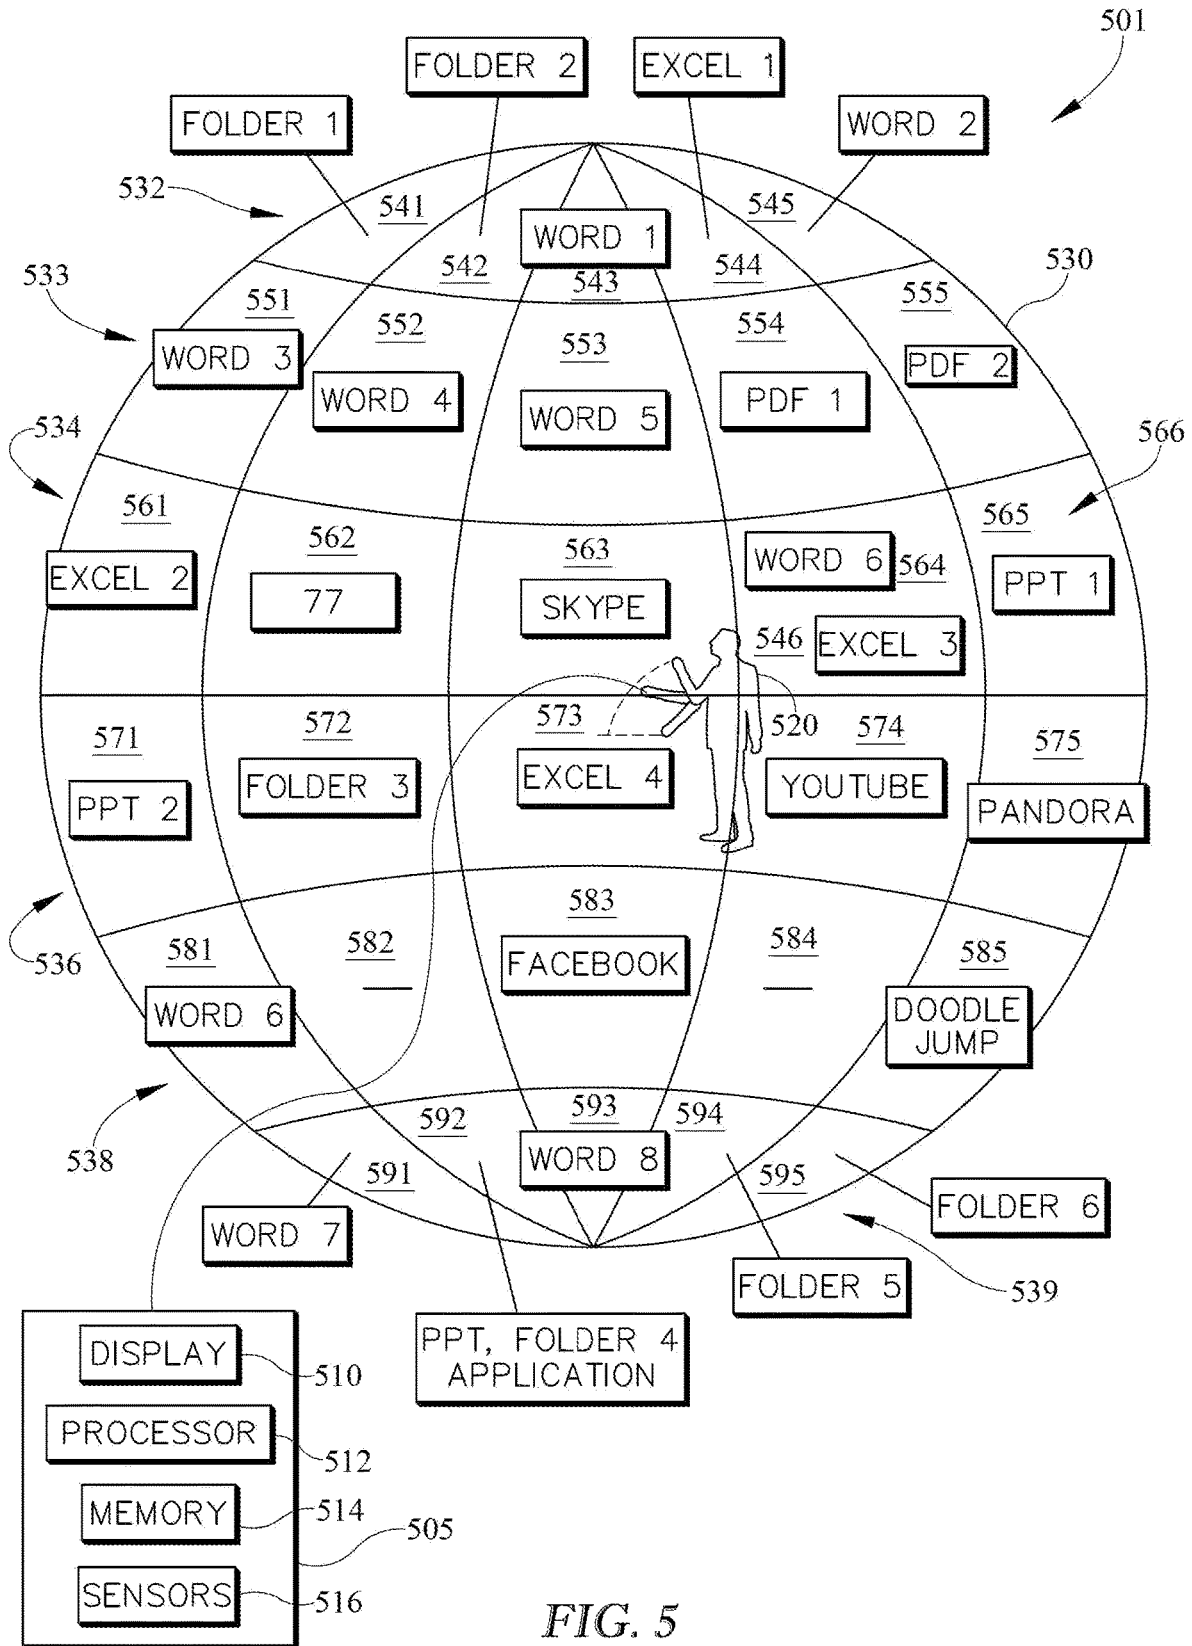 501
FOLDER 2
EXCEL 1
FOLDER 1
WORD 2
532
541
545
WORD 1
542
543
544
530
533
551
552
553
554
555
WORD 3
WORD 4
WORD 5
PDF 1
PDF 2
534
566
561
562
563
WORD 6
564
565
EXCEL 2
77
SKYPE
PPT 1
546
EXCEL 3
571
572
573
520
574
575
PPT 2
FOLDER 3
EXCEL 4
YOUTUBE
PANDORA
536
581
582
583
584
585
FACEBOOK
WORD 6
DOODLE
JUMP
538
592
593
594
WORD 8
591
595
WORD 7
FOLDER 6
FOLDER 5
539
PPT, FOLDER 4
APPLICATION
DISPLAY
510
PROCESSOR
512
MEMORY
514
505
SENSORS
516
FIG. 5